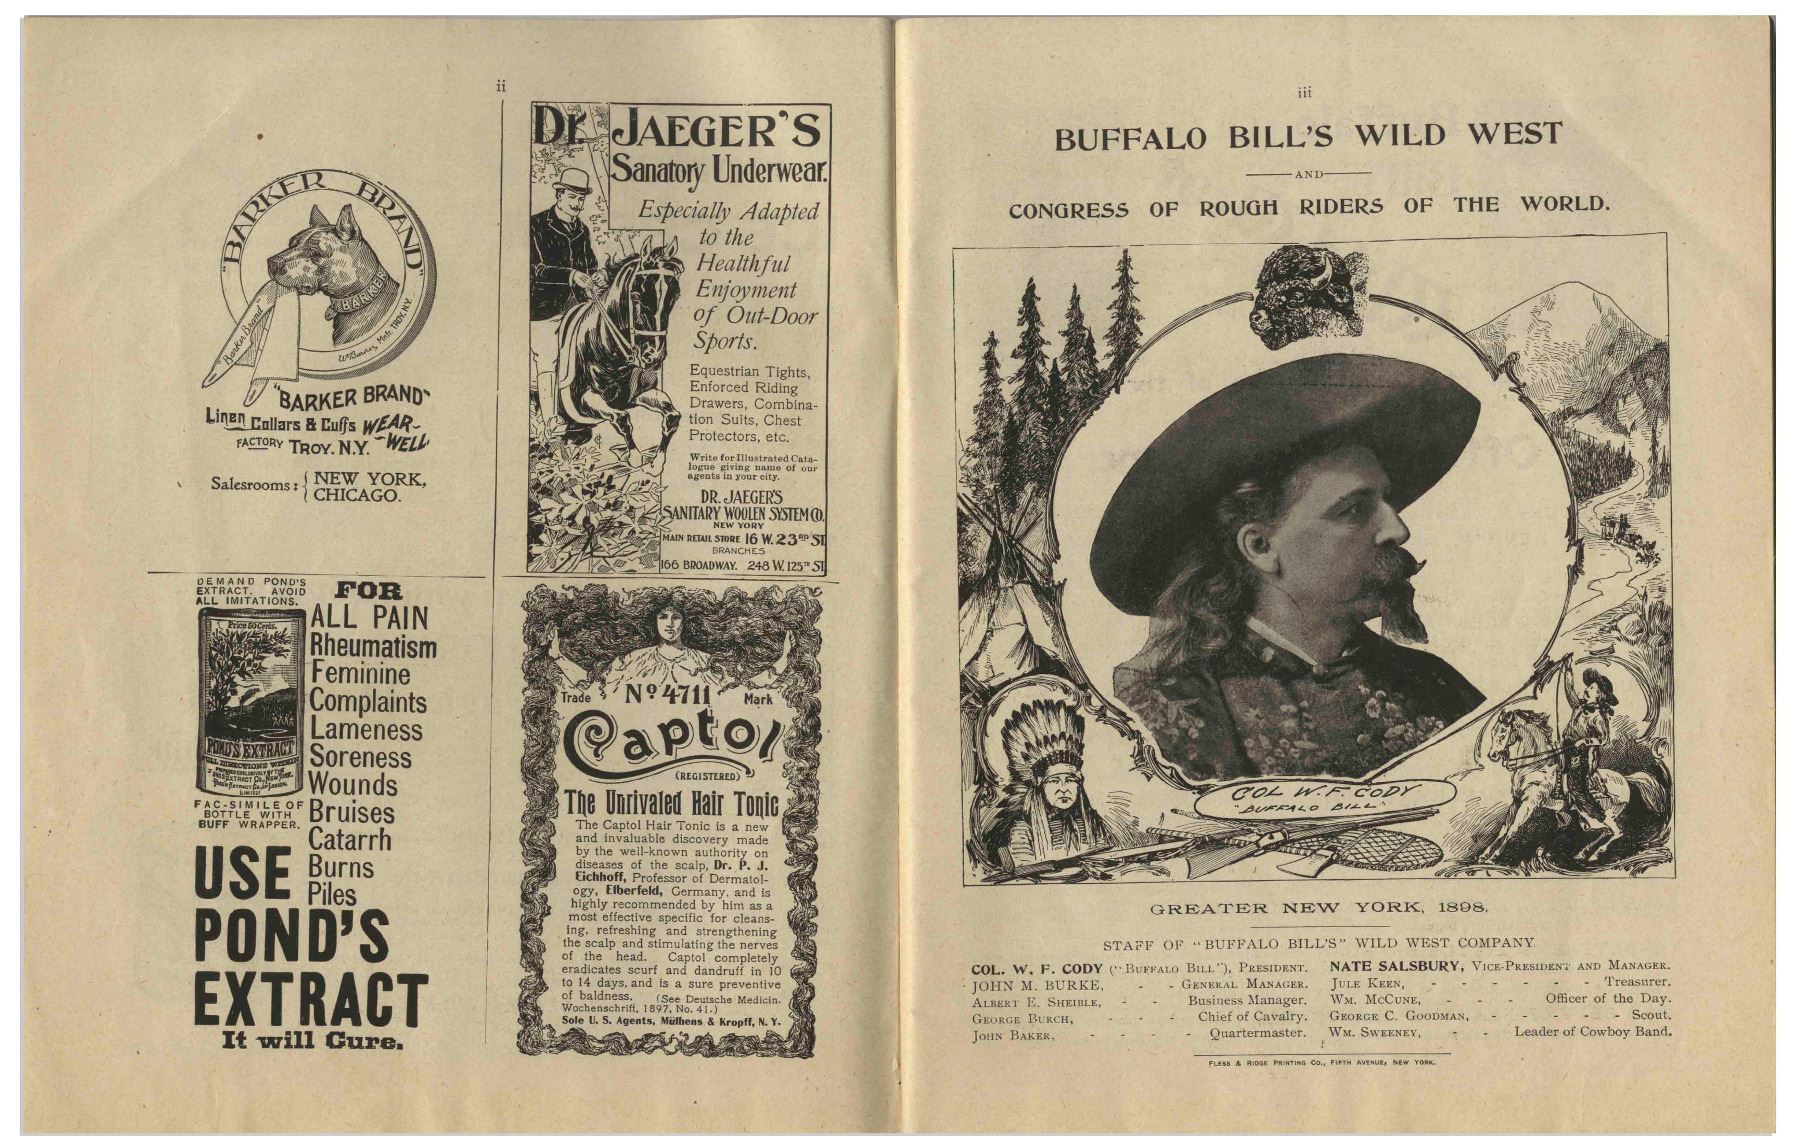 ii
"BARKER BRAND"
BARKER
"Barker Brand"
Wm Barker, Mnfr. TROY, N.Y.
"BARKER BRAND"
Linen Collars & Cuffs WEAR-
FACTORY TROY. N.Y. WELL
Salesrooms: { NEW YORK,
CHICAGO.
Dr. JAEGER'S
Sanatory Underwear.
Especially Adapted
to the
Healthful
Enjoyment
of Out-Door
Sports.
Equestrian Tights,
Enforced Riding
Drawers, Combina-
tion Suits, Chest
Protectors, etc.
Write for Illustrated Cata-
logue giving name of our
agents in your city.
DR. JAEGER'S
SANITARY WOOLEN SYSTEM CO.
NEW YORK
MAIN RETAIL STORE 16 W. 23RD ST.
BRANCHES
166 BROADWAY. 248 W. 125TH ST.
DEMAND POND'S
EXTRACT. AVOID
ALL IMITATIONS.
Price 50 Cents.
POND'S EXTRACT
FULL DIRECTIONS WITHIN
FAC-SIMILE OF
BOTTLE WITH
BUFF WRAPPER.
FOR
ALL PAIN
Rheumatism
Feminine
Complaints
Lameness
Soreness
Wounds
Bruises
Catarrh
Burns
Piles
USE
POND'S
EXTRACT
It will Cure.
Trade No 4711 Mark
Captol
(REGISTERED)
The Unrivaled Hair Tonic
The Captol Hair Tonic is a new
and invaluable discovery made
by the well-known authority on
diseases of the scalp, Dr. P. J.
Eichhoff, Professor of Dermatol-
ogy, Elberfeld, Germany, and is
highly recommended by him as a
most effective specific for cleans-
ing, refreshing and strengthening
the scalp and stimulating the nerves
of the head. Captol completely
eradicates scurf and dandruff in 10
to 14 days, and is a sure preventive
of baldness. (See Deutsche Medicin.
Wochenschrift, 1897, No. 41.)
Sole U. S. Agents, Mülhens & Kropff, N. Y.
iii
BUFFALO BILL'S WILD WEST
AND
CONGRESS OF ROUGH RIDERS OF THE WORLD.
COL W. F. CODY
"BUFFALO BILL"
GREATER NEW YORK, 1898.
STAFF OF "BUFFALO BILL'S" WILD WEST COMPANY
COL. W. F. CODY ("BUFFALO BILL"), PRESIDENT.
JOHN M. BURKE, - - GENERAL MANAGER.
ALBERT E. SHEIBLE, - - Business Manager.
GEORGE BURCH, - - - Chief of Cavalry.
JOHN BAKER, - - - Quartermaster.
NATE SALSBURY, VICE-PRESIDENT AND MANAGER.
JULE KEEN, - - - - - - Treasurer.
WM. MCCUNE, - - - Officer of the Day.
GEORGE C. GOODMAN, - - - - - Scout.
WM. SWEENEY, - - Leader of Cowboy Band.
FLESS & RIDGE PRINTING CO., FIFTH AVENUE, NEW YORK.